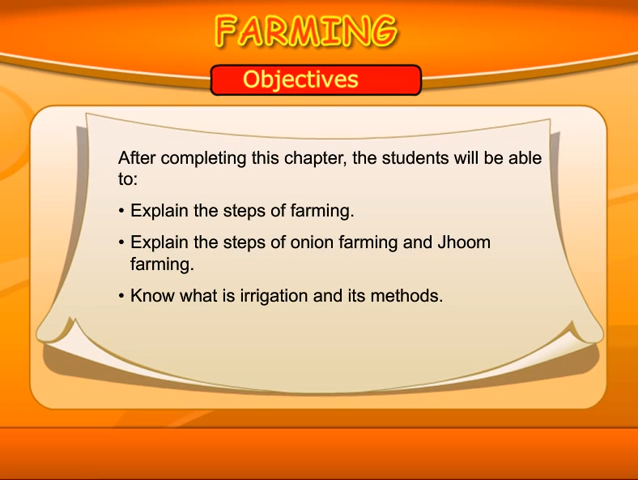 FARMING
Objectives
After completing this chapter, the students will be able
to:
• Explain the steps of farming.
• Explain the steps of onion farming and Jhoom
farming.
• Know what is irrigation and its methods.